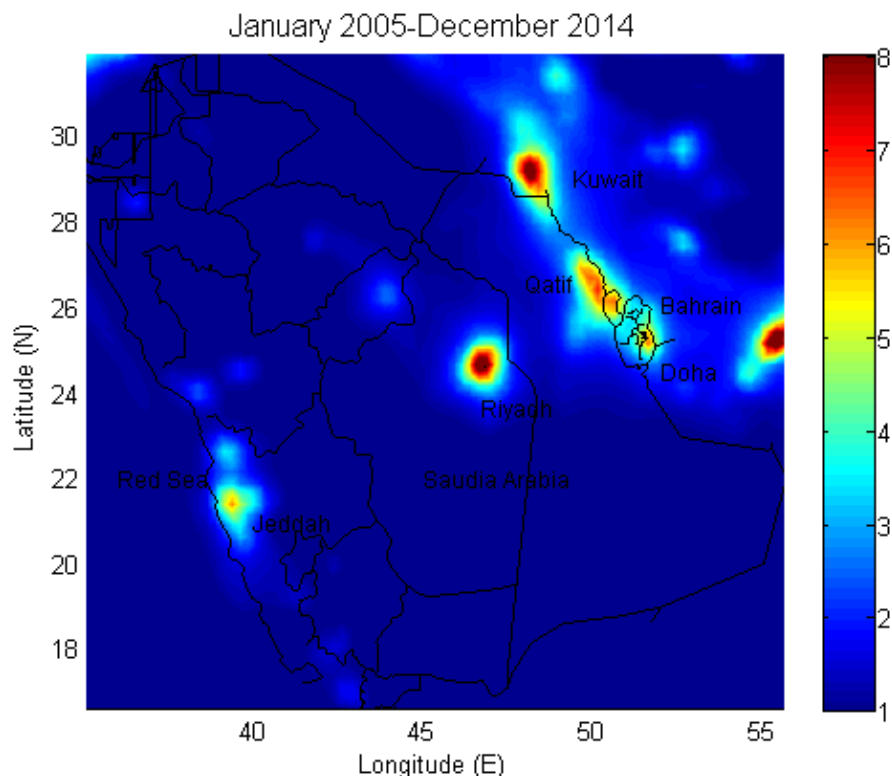 January 2005-December 2014
8
30
7
Kuwait
28
6
Qatif
26
Bahrain
5
Latitude (N)
24
Doha
4
Riyadh
22
Red Sea
Saudia Arabia
3
Jeddah
20
2
18
1
40
45
50
55
Longitude (E)